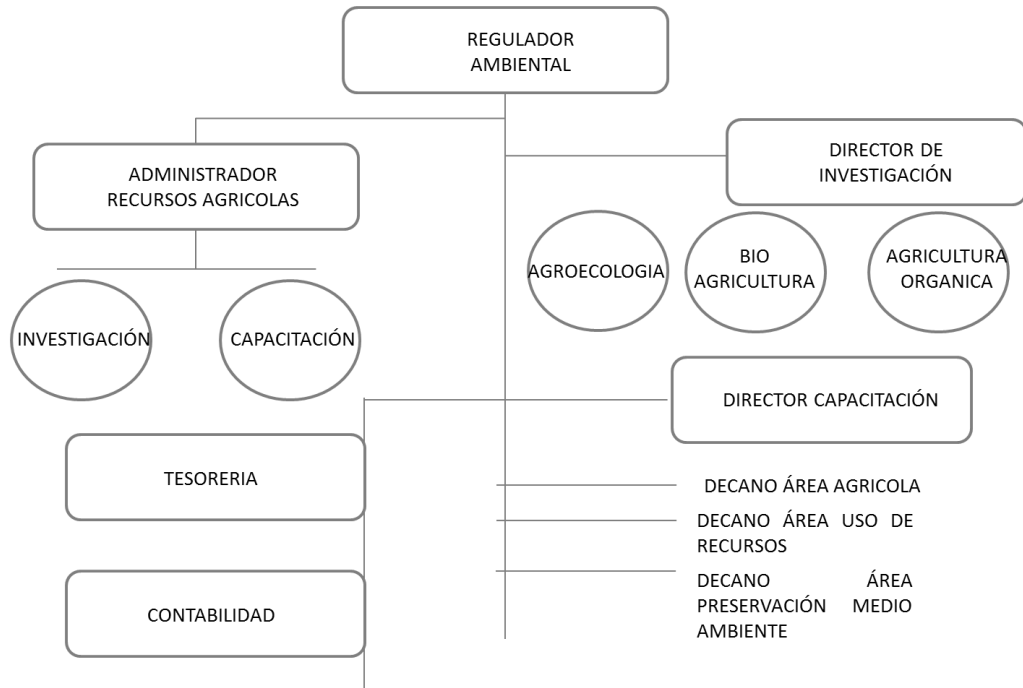 REGULADOR
AMBIENTAL
ADMINISTRADOR
RECURSOS AGRICOLAS
DIRECTOR DE
INVESTIGACIÓN
AGROECOLOGIA
BIO
AGRICULTURA
AGRICULTURA
ORGANICA
INVESTIGACIÓN
CAPACITACIÓN
DIRECTOR CAPACITACIÓN
TESORERIA
DECANO ÁREA AGRICOLA
DECANO ÁREA USO DE
RECURSOS
DECANO ÁREA
PRESERVACIÓN MEDIO
AMBIENTE
CONTABILIDAD